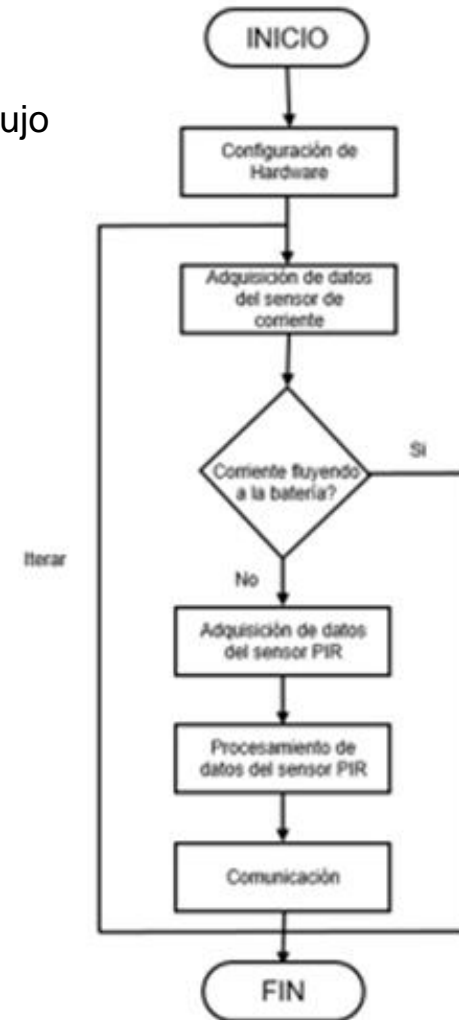 INICIO
ujo
Configuración de
Hardware
Adquisición de datos
del sensor de
corriente
Si
Corriente fluyendo
a la batería?
Iterar
No
Adquisición de datos
del sensor PIR
Procesamiento de
datos del sensor PIR
Comunicación
FIN